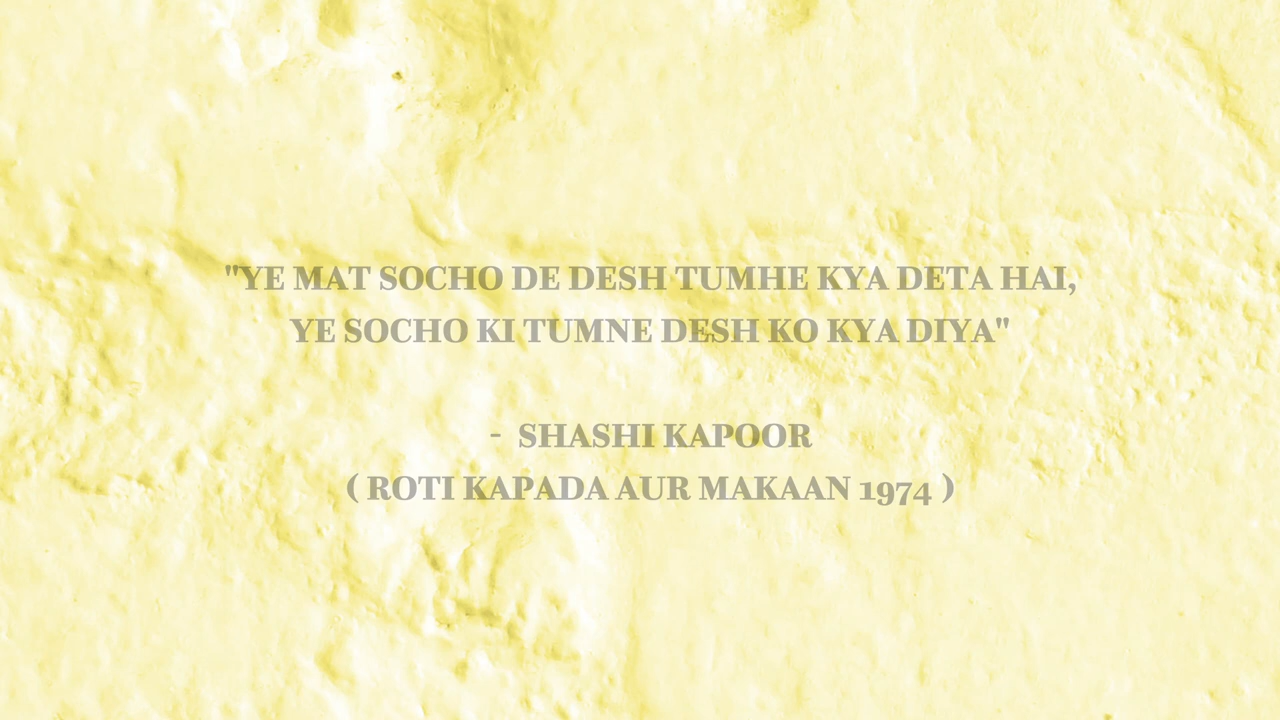 "YE MAT SOCHO DE DESH TUMHE KYA DETA HAI,
YE SOCHO KI TUMNE DESH KO KYA DIYA"
- SHASHI KAPOOR
( ROTI KAPADA AUR MAKAAN 1974 )